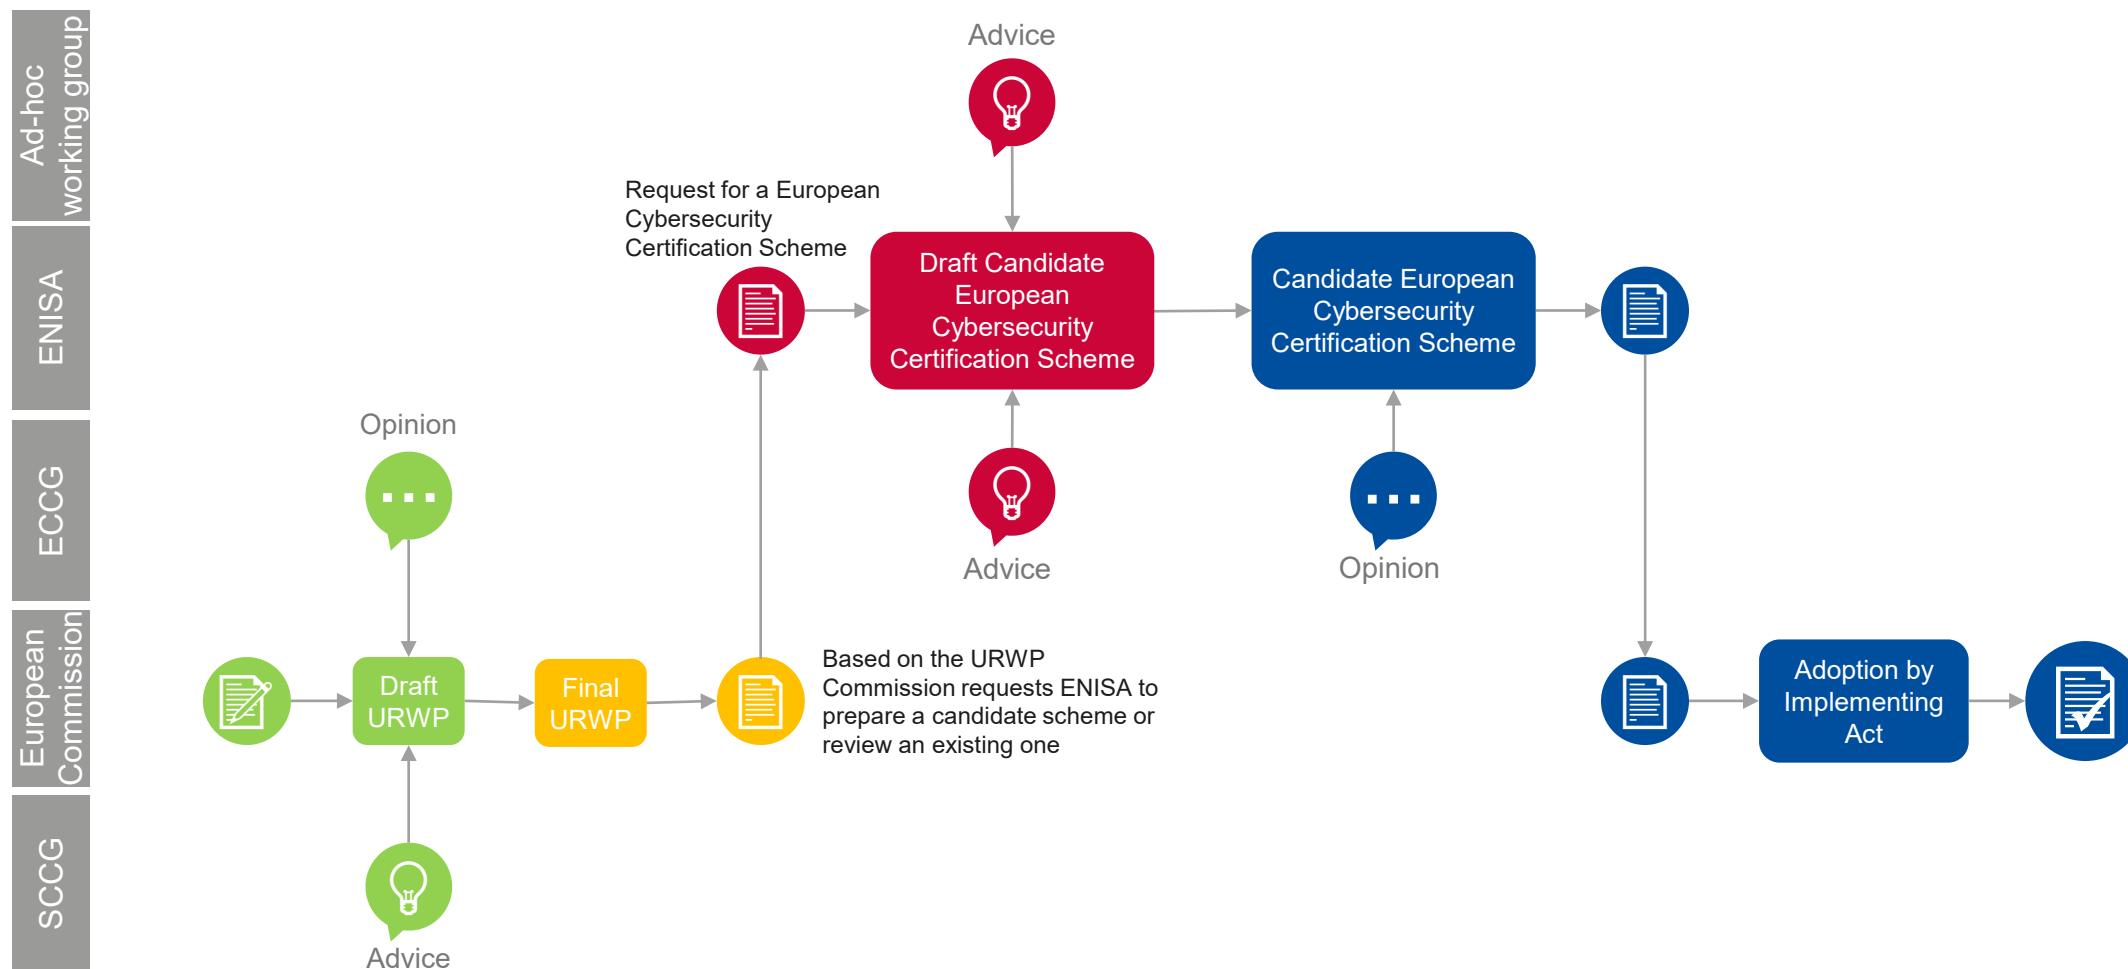 Ad-hoc
working group
Advice
Request for a European
Cybersecurity
Certification Scheme
ENISA
Draft Candidate
European
Cybersecurity
Certification Scheme
Candidate European
Cybersecurity
Certification Scheme
ECCG
Opinion
Advice
Opinion
European
Commission
Draft
URWP
Final
URWP
Based on the URWP
Commission requests ENISA to
prepare a candidate scheme or
review an existing one
Adoption by
Implementing
Act
SCCG
Advice